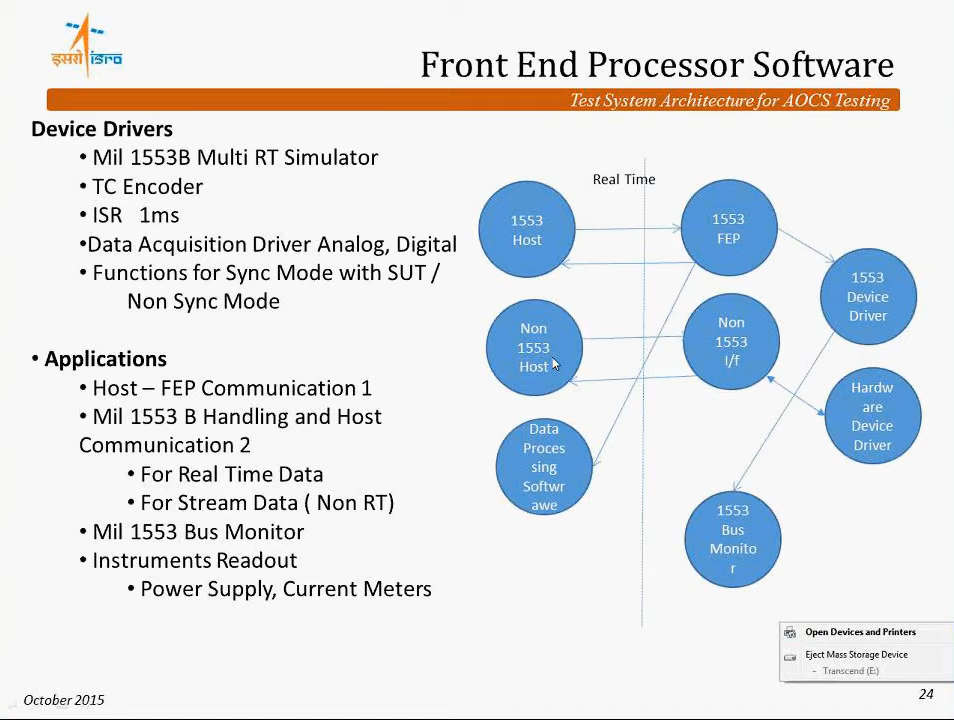 इसरो isro
Front End Processor Software
Test System Architecture for AOCS Testing
Device Drivers
• Mil 1553B Multi RT Simulator
• TC Encoder
• ISR 1ms
•Data Acquisition Driver Analog, Digital
• Functions for Sync Mode with SUT /
Non Sync Mode
• Applications
• Host – FEP Communication 1
• Mil 1553 B Handling and Host
Communication 2
• For Real Time Data
• For Stream Data ( Non RT)
• Mil 1553 Bus Monitor
• Instruments Readout
• Power Supply, Current Meters
Real Time
1553
Host
1553
FEP
1553
Device
Driver
Non
1553
Host
Non
1553
I/f
Hardw
are
Device
Driver
Data
Proces
sing
Softwr
awe
1553
Bus
Monito
r
Open Devices and Printers
Eject Mass Storage Device
- Transcend (E:)
October 2015
24